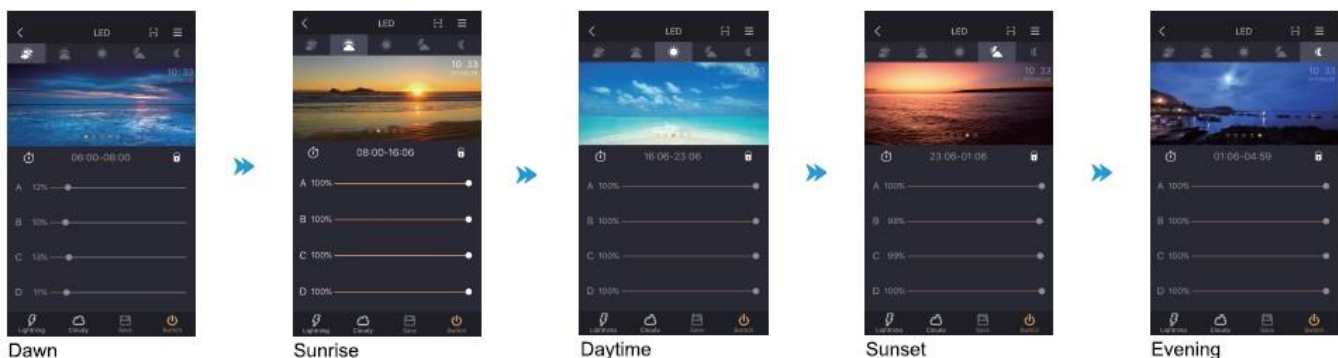 LED
10 33
06:00-08:00
A 12%
B 10%
C 13%
D 11%
Lightning Cloudy Save Switch
Dawn
LED
10 33
08:00-16:06
A 100%
B 100%
C 100%
D 100%
Lightning Cloudy Save Switch
Sunrise
LED
10 33
16:06-23:06
A 100%
B 100%
C 100%
D 100%
Lightning Cloudy Save Switch
Daytime
LED
10 33
23:06-01:06
A 100%
B 98%
C 99%
D 100%
Lightning Cloudy Save Switch
Sunset
LED
10 33
01:06-04:59
A 100%
B 100%
C 100%
D 100%
Lightning Cloudy Save Switch
Evening